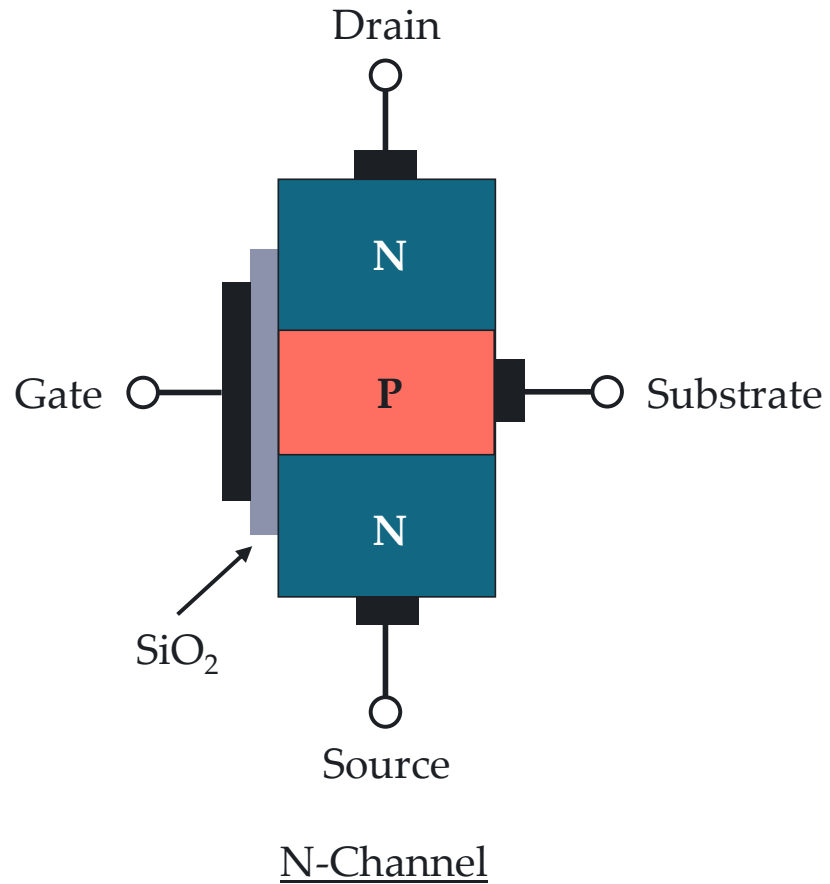 Drain
N
Gate
P
Substrate
N
SiO₂
Source
N-Channel